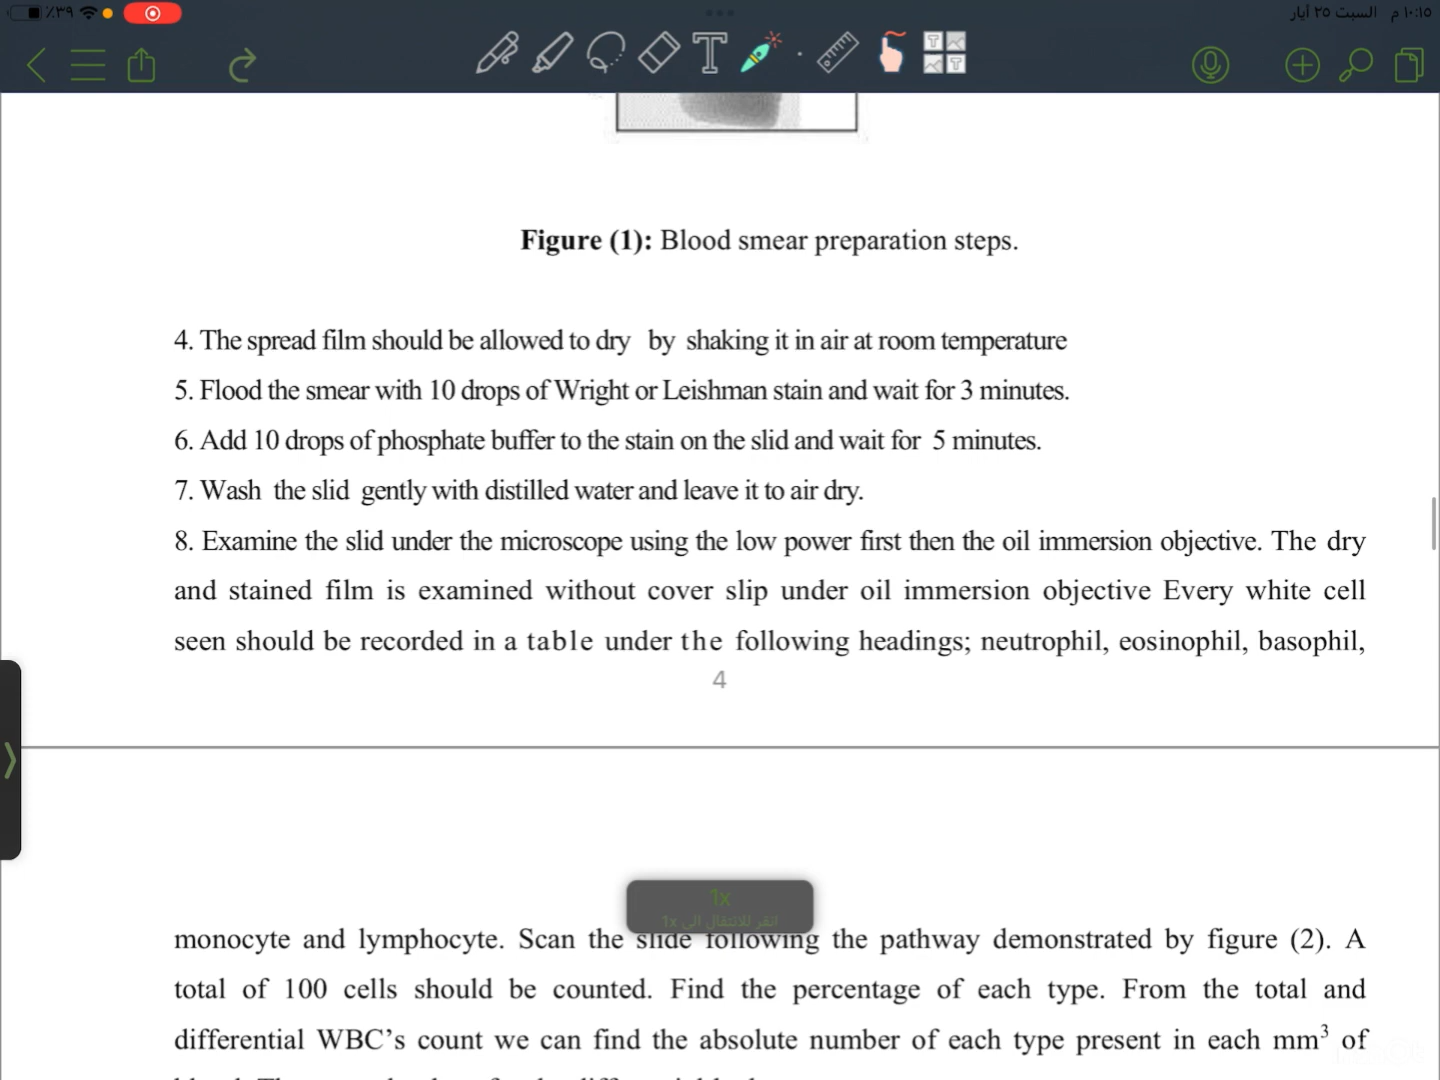 ٪٣٩
١٠:١٥ م السبت ٢٥ أيار
Figure (1): Blood smear preparation steps.
4. The spread film should be allowed to dry by shaking it in air at room temperature
5. Flood the smear with 10 drops of Wright or Leishman stain and wait for 3 minutes.
6. Add 10 drops of phosphate buffer to the stain on the slid and wait for 5 minutes.
7. Wash the slid gently with distilled water and leave it to air dry.
8. Examine the slid under the microscope using the low power first then the oil immersion objective. The dry
and stained film is examined without cover slip under oil immersion objective Every white cell
seen should be recorded in a table under the following headings; neutrophil, eosinophil, basophil,
4
1x
انقر للانتقال الى 1x
monocyte and lymphocyte. Scan the slide following the pathway demonstrated by figure (2). A
total of 100 cells should be counted. Find the percentage of each type. From the total and
differential WBC’s count we can find the absolute number of each type present in each mm³ of